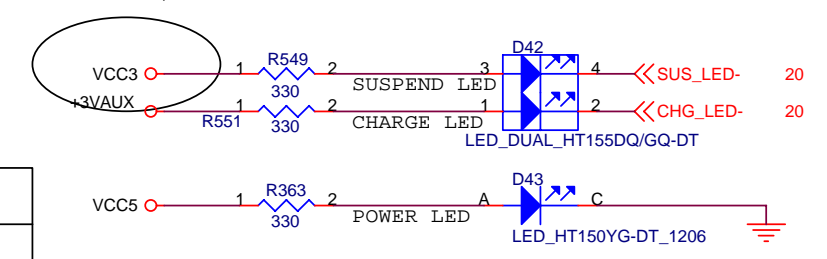 D42
VCC3 1 R549 2 3 4 SUS_LED- 20
330 SUSPEND LED
+3VAUX 1 2 1 2 CHG_LED- 20
R551 330 CHARGE LED
LED_DUAL_HT155DQ/GQ-DT
D43
VCC5 1 R363 2 A C
330 POWER LED
LED_HT150YG-DT_1206